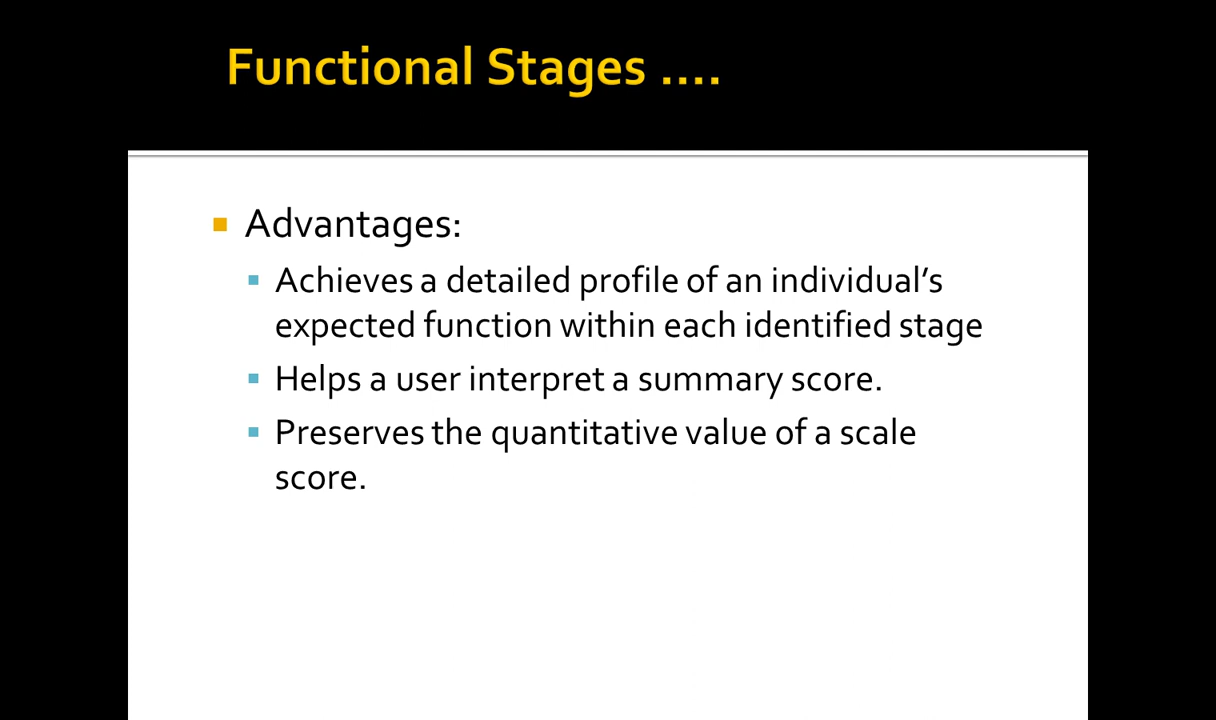 Functional Stages ....
Advantages:
Achieves a detailed profile of an individual’s
expected function within each identified stage
Helps a user interpret a summary score.
Preserves the quantitative value of a scale
score.